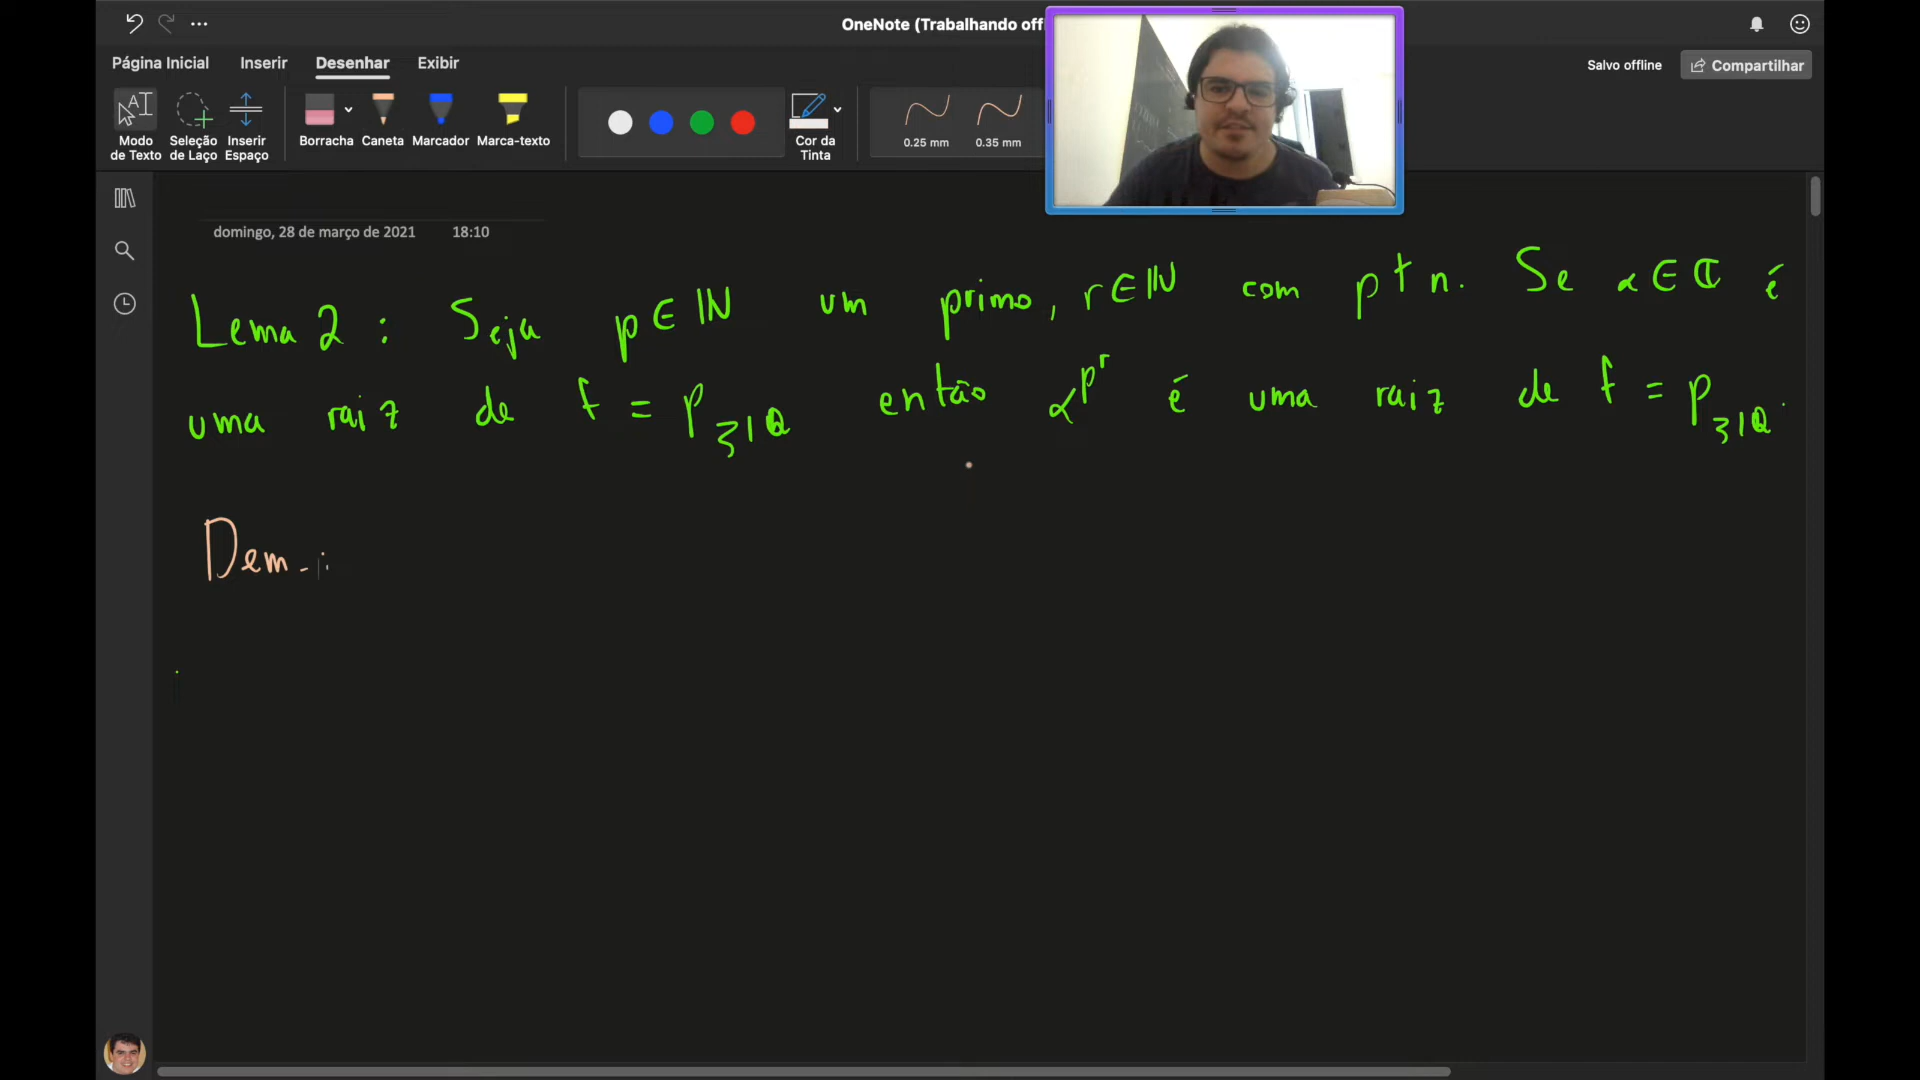 OneNote (Trabalhando offl
Página Inicial Inserir Desenhar Exibir
Salvo offline Compartilhar
Modo de Texto
Seleção de Laço
Inserir Espaço
Borracha
Caneta
Marcador
Marca-texto
Cor da Tinta
0.25 mm
0.35 mm
domingo, 28 de março de 2021 18:10
Lema 2 : Seja p ∈ ℕ um primo, r ∈ ℕ com p ∤ n. Se α ∈ ℂ é
uma raiz de f = p_{ζ|ℚ} então α^{p^r} é uma raiz de f = p_{ζ|ℚ}.
Dem.: